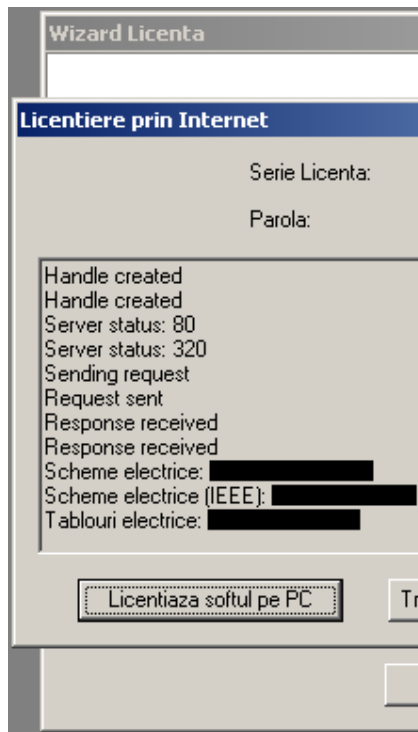 Wizard Licenta
Licentiere prin Internet
Serie Licenta:
Parola:
Handle created
Handle created
Server status: 80
Server status: 320
Sending request
Request sent
Response received
Response received
Scheme electrice:
Scheme electrice (IEEE):
Tablouri electrice:
Licentiaza softul pe PC